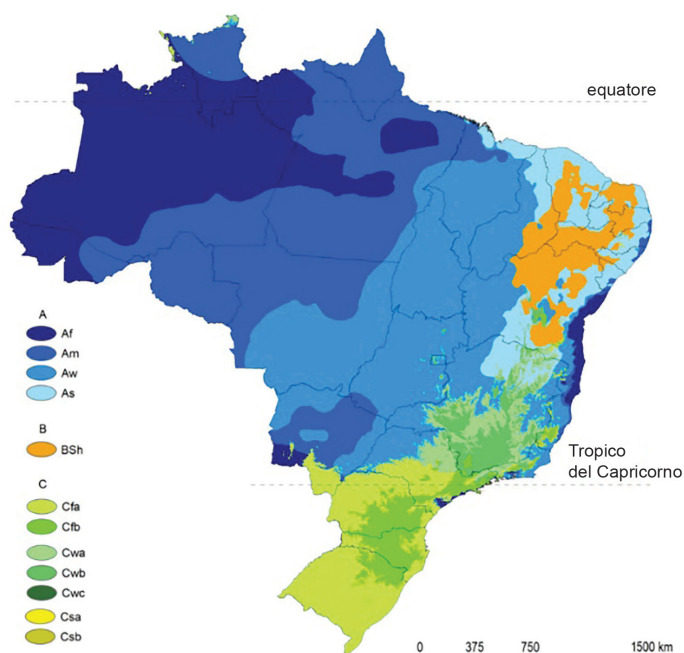 equatore
Tropico
del Capricorno
A
Af
Am
Aw
As
B
BSh
C
Cfa
Cfb
Cwa
Cwb
Cwc
Csa
Csb
0 375 750 1500 km